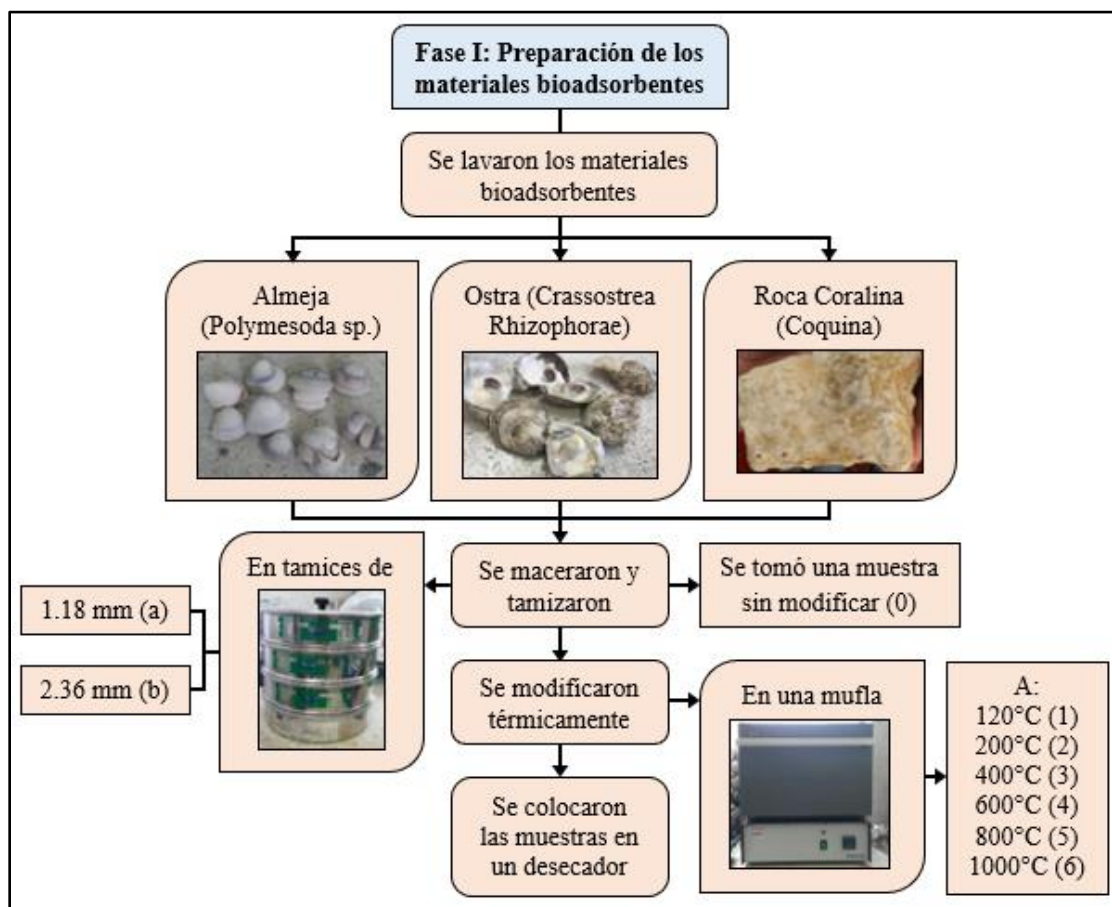 Fase I: Preparación de los
materiales bioadsorbentes
Se lavaron los materiales
bioadsorbentes
Almeja
(Polymesoda sp.)
Ostra (Crassostrea
Rhizophorae)
Roca Coralina
(Coquina)
En tamices de
1.18 mm (a)
2.36 mm (b)
Se maceraron y
tamizaron
Se tomó una muestra
sin modificar (0)
Se modificaron
térmicamente
En una mufla
A:
120°C (1)
200°C (2)
400°C (3)
600°C (4)
800°C (5)
1000°C (6)
Se colocaron
las muestras en
un desecador